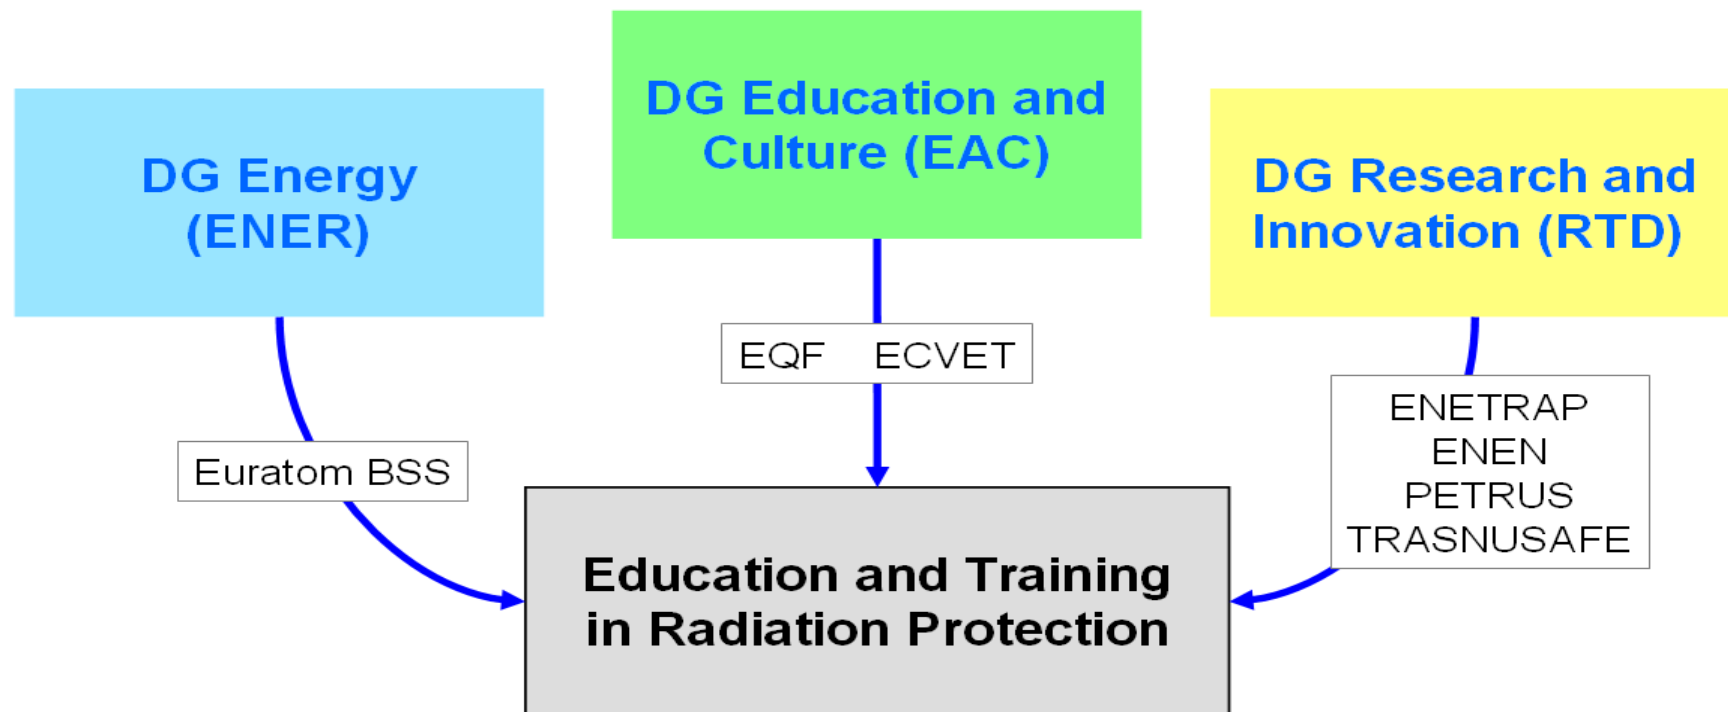 DG Energy
(ENER)
DG Education and
Culture (EAC)
DG Research and
Innovation (RTD)
Euratom BSS
EQF ECVET
ENETRAP
ENEN
PETRUS
TRASNUSAFE
Education and Training
in Radiation Protection